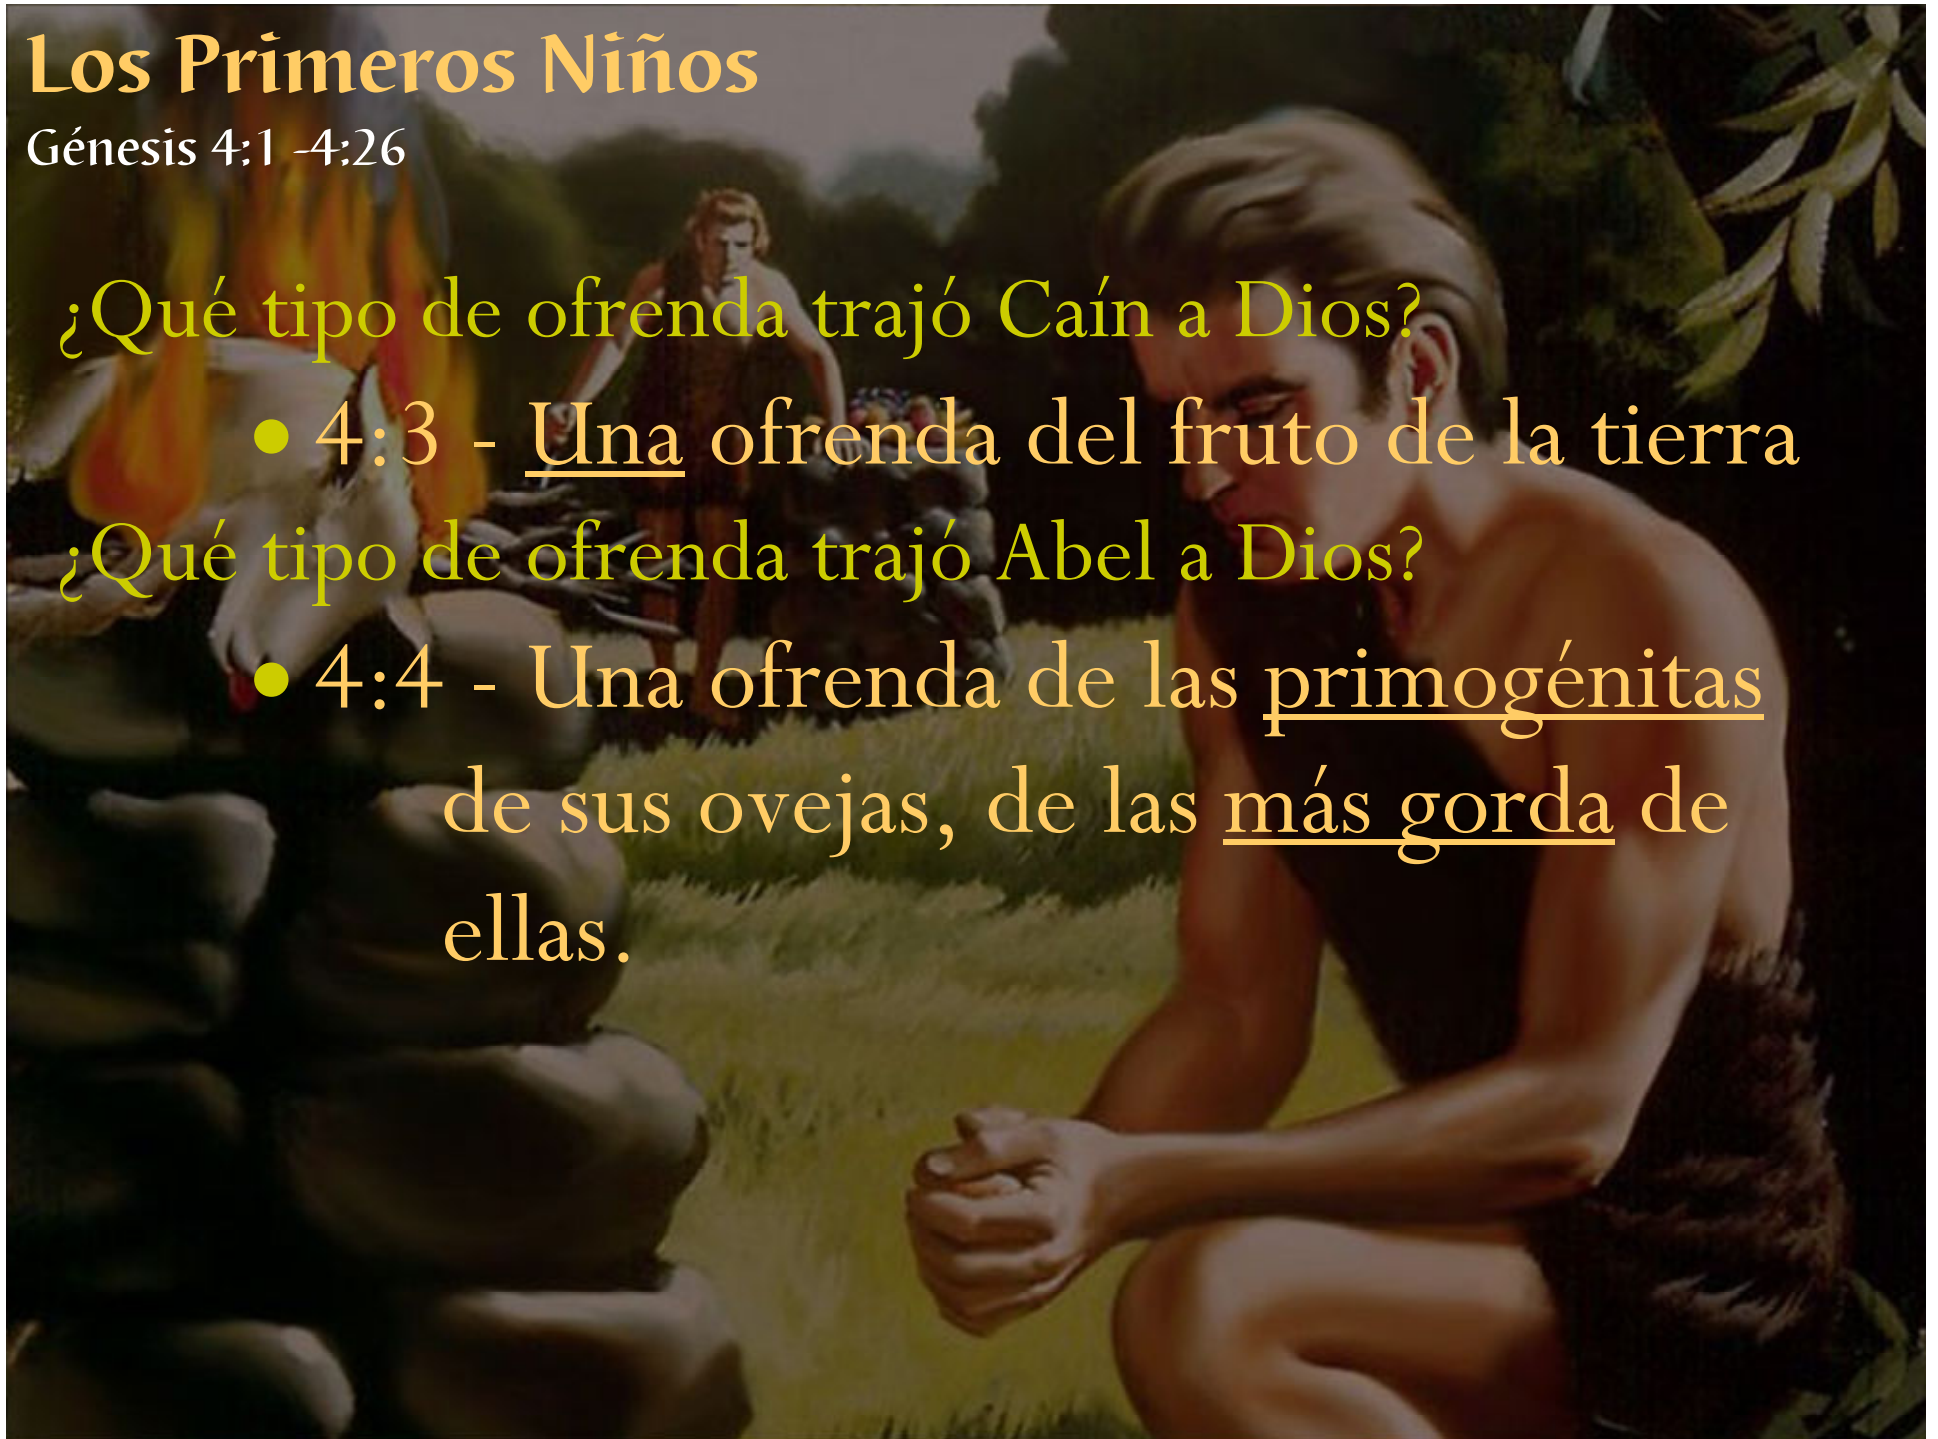 Los Primeros Niños
Génesis 4:1 -4:26
¿Qué tipo de ofrenda trajó Caín a Dios?
• 4:3 - Una ofrenda del fruto de la tierra
¿Qué tipo de ofrenda trajó Abel a Dios?
• 4:4 - Una ofrenda de las primogénitas
de sus ovejas, de las más gorda de
ellas.